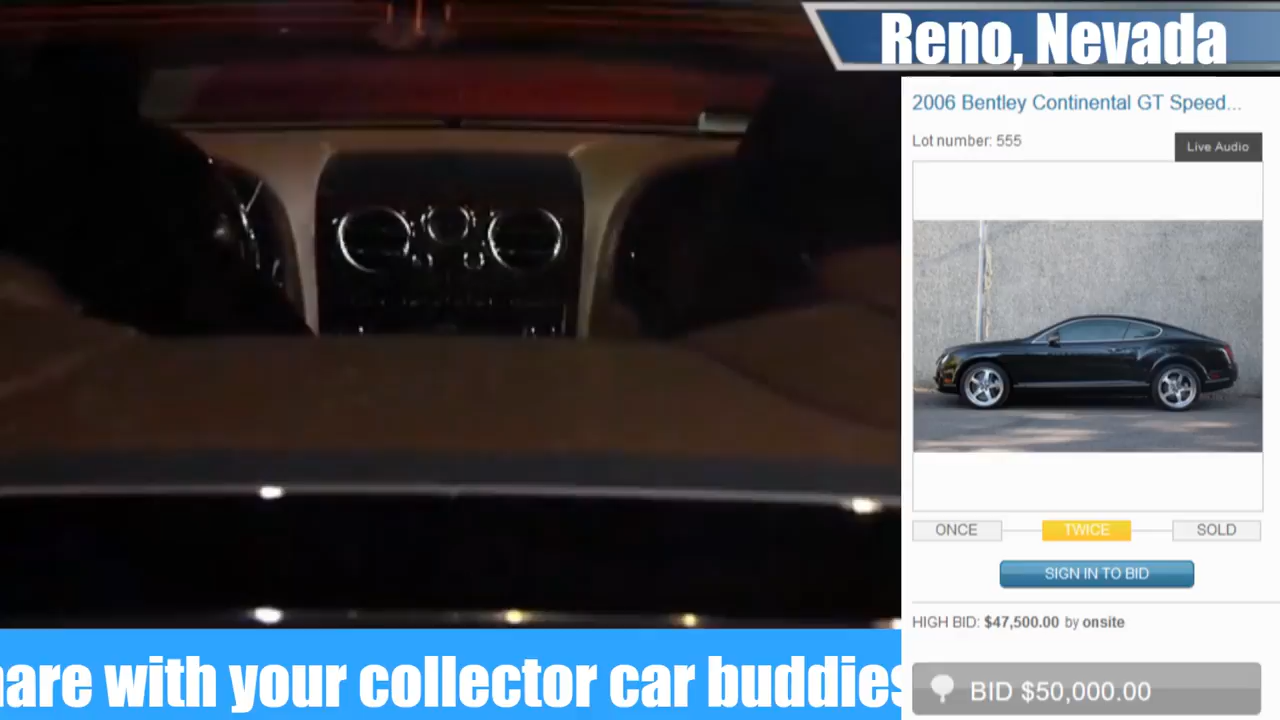 Reno, Nevada
2006 Bentley Continental GT Speed...
Lot number: 555
Live Audio
ONCE
TWICE
SOLD
SIGN IN TO BID
HIGH BID: $47,500.00 by onsite
BID $50,000.00
hare with your collector car buddies